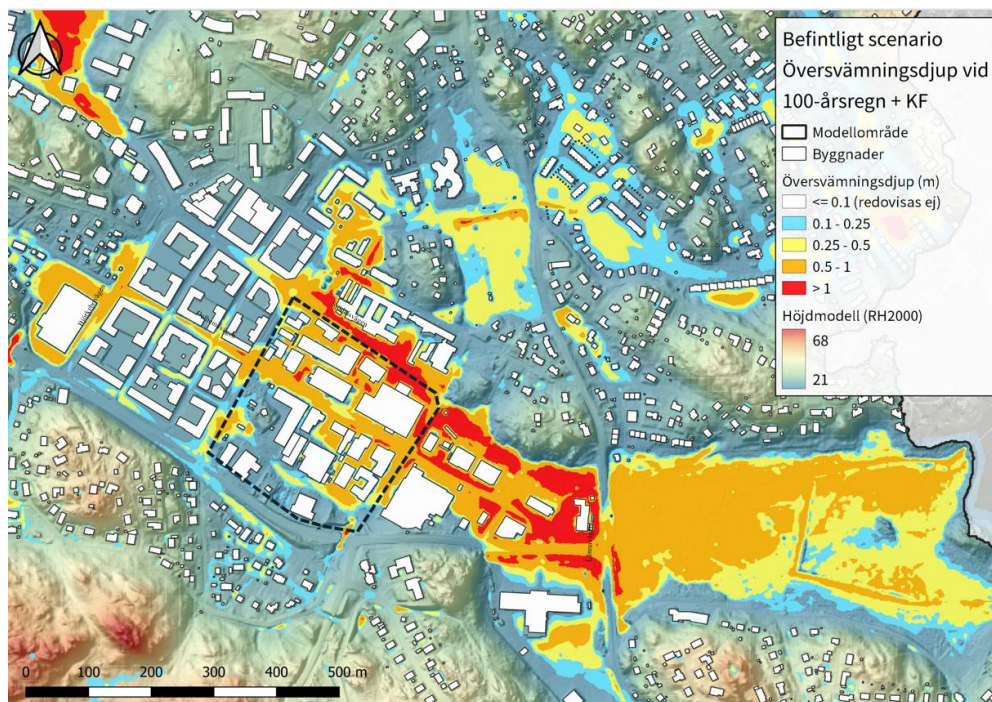 Befintligt scenario
Översvämningsdjup vid
100-årsregn + KF
Modellområde
Byggnader
Översvämningsdjup (m)
<= 0.1 (redovisas ej)
0.1 - 0.25
0.25 - 0.5
0.5 - 1
> 1
Höjdmodell (RH2000)
68
21
0 100 200 300 400 500 m